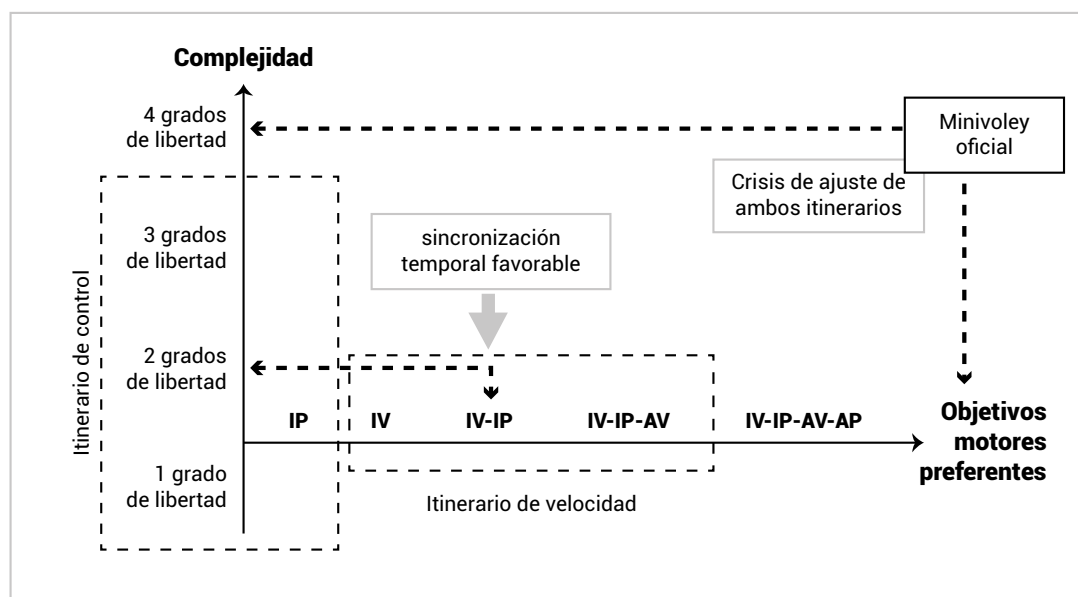 Complejidad
4 grados
de libertad
Minivoley
oficial
Crisis de ajuste de
ambos itinerarios
3 grados
de libertad
sincronización
temporal favorable
Itinerario de control
2 grados
de libertad
IP IV IV-IP IV-IP-AV IV-IP-AV-AP
Objetivos
motores
preferentes
1 grado
de libertad
Itinerario de velocidad